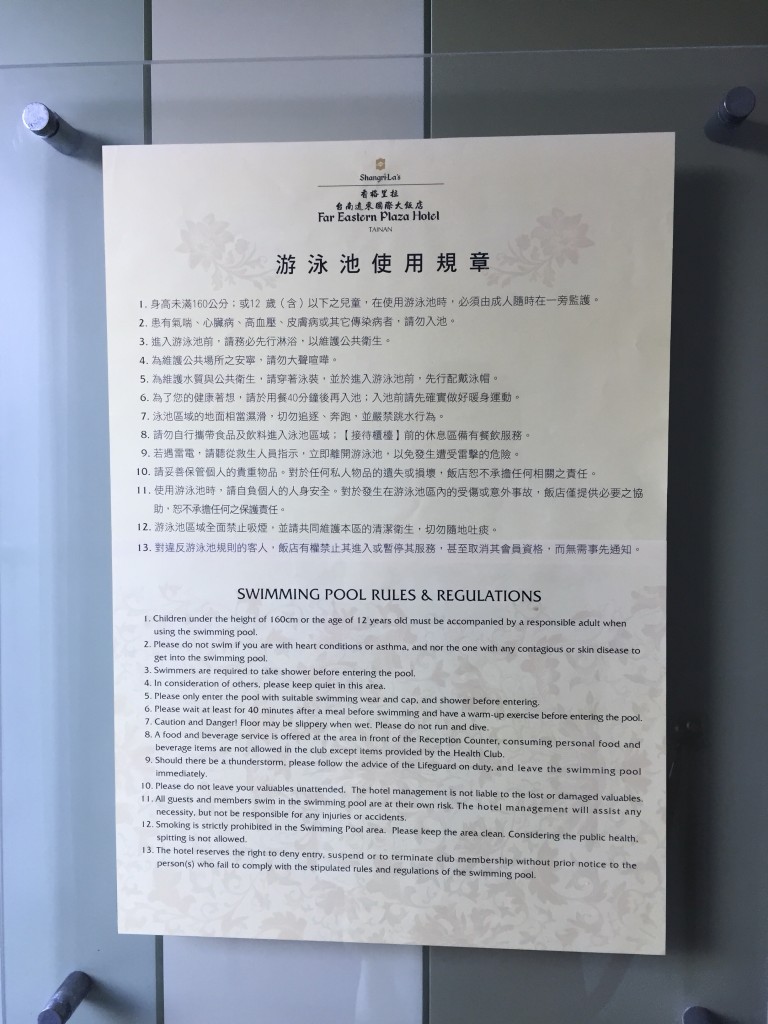 Shangri-La's
香格里拉
台南遠東國際大飯店
Far Eastern Plaza Hotel
TAINAN
游泳池使用規章
1. 身高未滿160公分；或12 歲（含）以下之兒童，在使用游泳池時，必須由成人隨時在一旁監護。
2. 患有氣喘、心臟病、高血壓、皮膚病或其它傳染病者，請勿入池。
3. 進入游泳池前，請務必先行淋浴，以維護公共衛生。
4. 為維護公共場所之安寧，請勿大聲喧嘩。
5. 為維護水質與公共衛生，請穿著泳裝，並於進入游泳池前，先行配戴泳帽。
6. 為了您的健康著想，請於用餐40分鐘後再入池；入池前請先確實做好暖身運動。
7. 泳池區域的地面相當濕滑，切勿追逐、奔跑，並嚴禁跳水行為。
8. 請勿自行攜帶食品及飲料進入泳池區域；【接待櫃檯】前的休息區備有餐飲服務。
9. 若遇雷電，請聽從救生人員指示，立即離開游泳池，以免發生遭受雷擊的危險。
10. 請妥善保管個人的貴重物品。對於任何私人物品的遺失或損壞，飯店恕不承擔任何相關之責任。
11. 使用游泳池時，請自負個人的人身安全。對於發生在游泳池區內的受傷或意外事故，飯店僅提供必要之協
助，恕不承擔任何之保護責任。
12. 游泳池區域全面禁止吸煙，並請共同維護本區的清潔衛生，切勿隨地吐痰。
13. 對違反游泳池規則的客人，飯店有權禁止其進入或暫停其服務，甚至取消其會員資格，而無需事先通知。
SWIMMING POOL RULES & REGULATIONS
1. Children under the height of 160cm or the age of 12 years old must be accompanied by a responsible adult when
using the swimming pool.
2. Please do not swim if you are with heart conditions or asthma, and nor the one with any contagious or skin disease to
get into the swimming pool.
3. Swimmers are required to take shower before entering the pool.
4. In consideration of others, please keep quiet in this area.
5. Please only enter the pool with suitable swimming wear and cap, and shower before entering.
6. Please wait at least for 40 minutes after a meal before swimming and have a warm-up exercise before entering the pool.
7. Caution and Danger! Floor may be slippery when wet. Please do not run and dive.
8. A food and beverage service is offered at the area in front of the Reception Counter, consuming personal food and
beverage items are not allowed in the club except items provided by the Health Club.
9. Should there be a thunderstorm, please follow the advice of the Lifeguard on duty, and leave the swimming pool
immediately.
10. Please do not leave your valuables unattended. The hotel management is not liable to the lost or damaged valuables.
11. All guests and members swim in the swimming pool are at their own risk. The hotel management will assist any
necessity, but not be responsible for any injuries or accidents.
12. Smoking is strictly prohibited in the Swimming Pool area. Please keep the area clean. Considering the public health,
spitting is not allowed.
13. The hotel reserves the right to deny entry, suspend or to terminate club membership without prior notice to the
person(s) who fail to comply with the stipulated rules and regulations of the swimming pool.